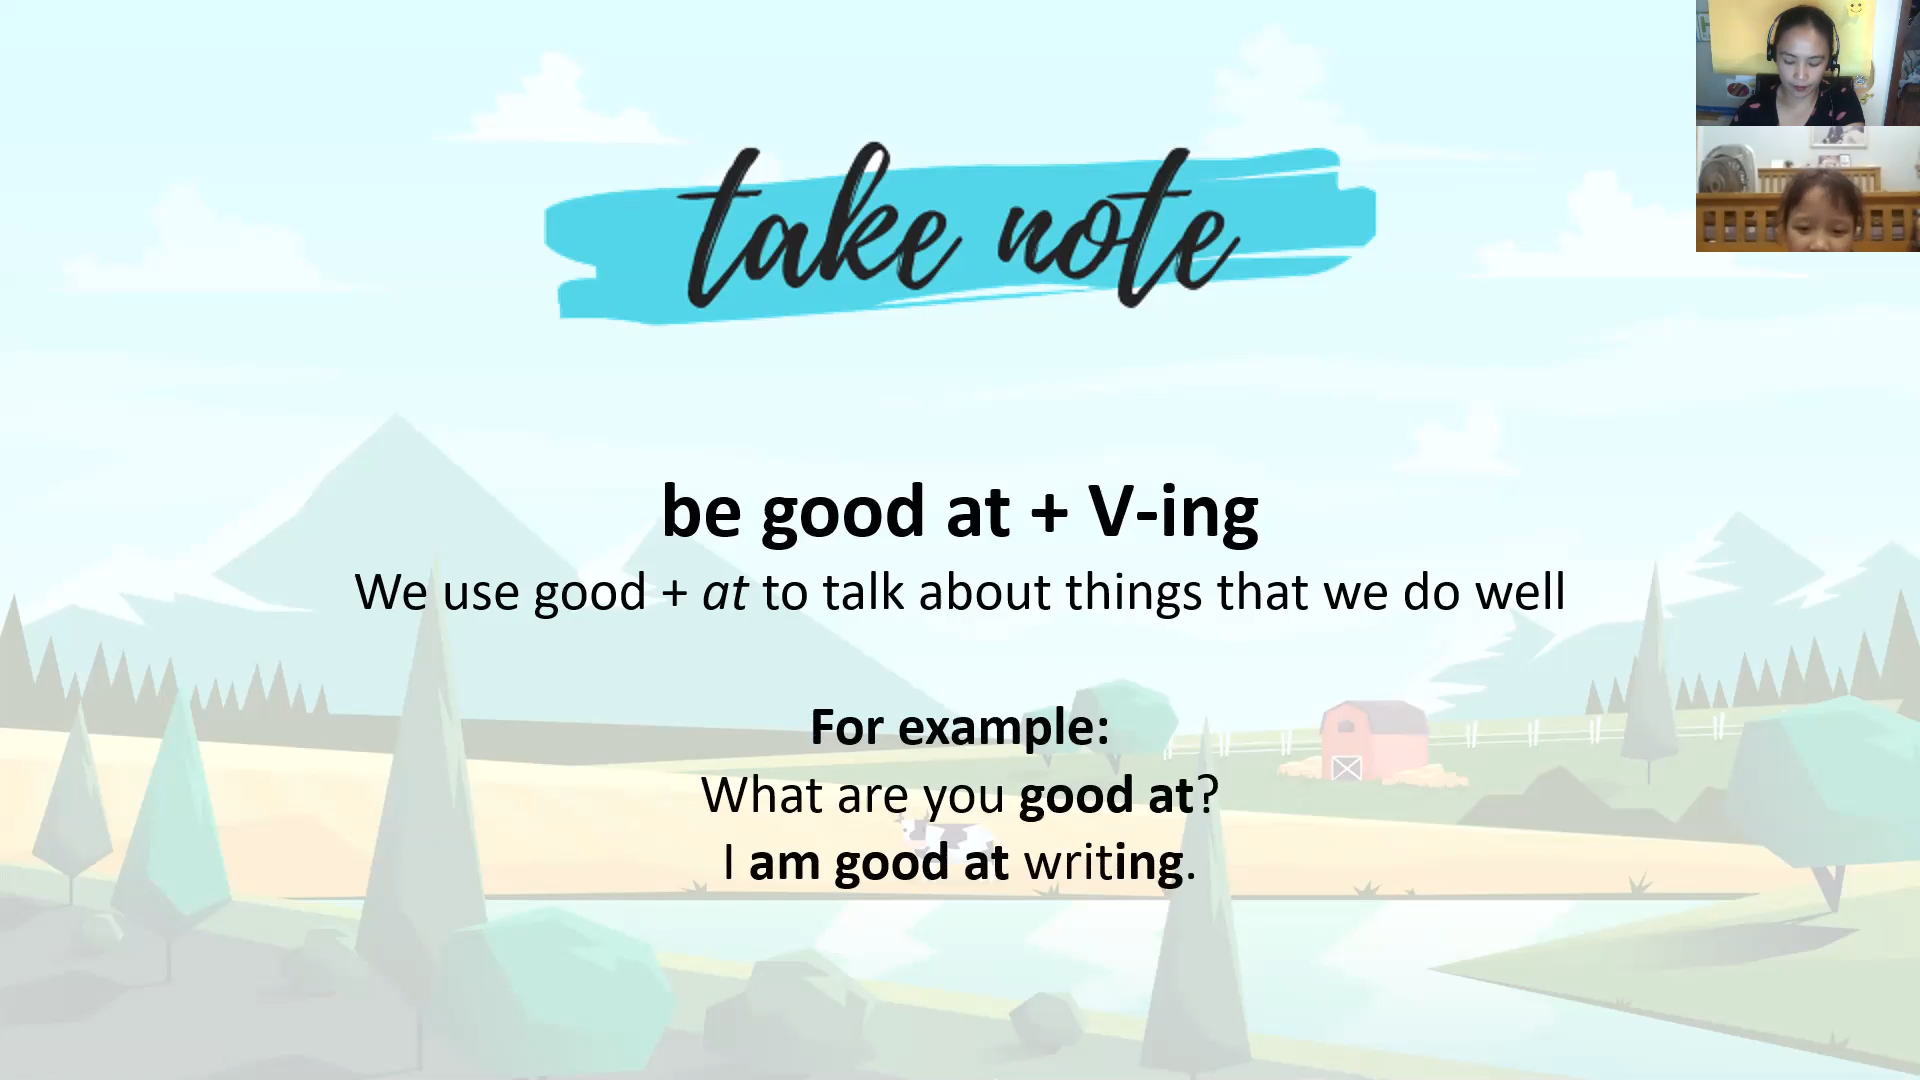 take note
be good at + V-ing
We use good + at to talk about things that we do well
For example:
What are you good at?
I am good at writing.